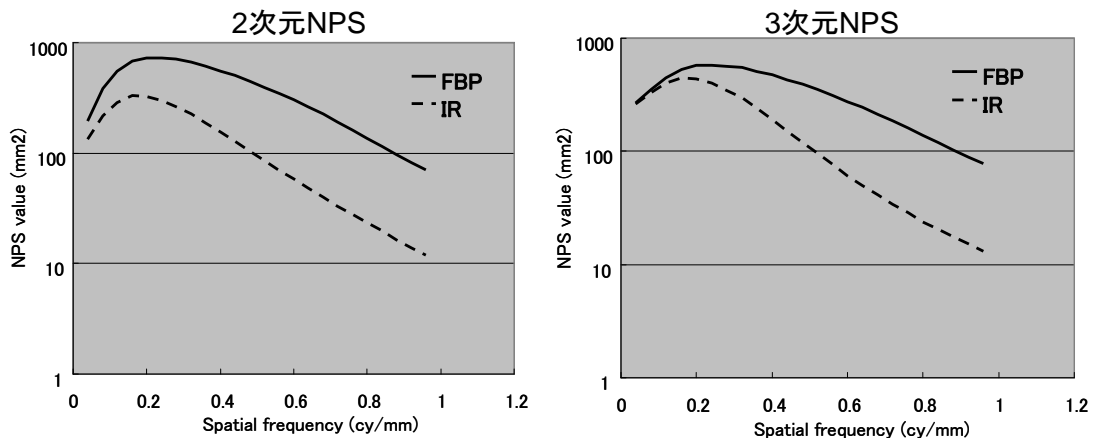 2次元NPS
1000
100
10
1
NPS value (mm2)
FBP
IR
0 0.2 0.4 0.6 0.8 1 1.2
Spatial frequency (cy/mm)
3次元NPS
1000
100
10
1
NPS value (mm2)
FBP
IR
0 0.2 0.4 0.6 0.8 1 1.2
Spatial frequency (cy/mm)